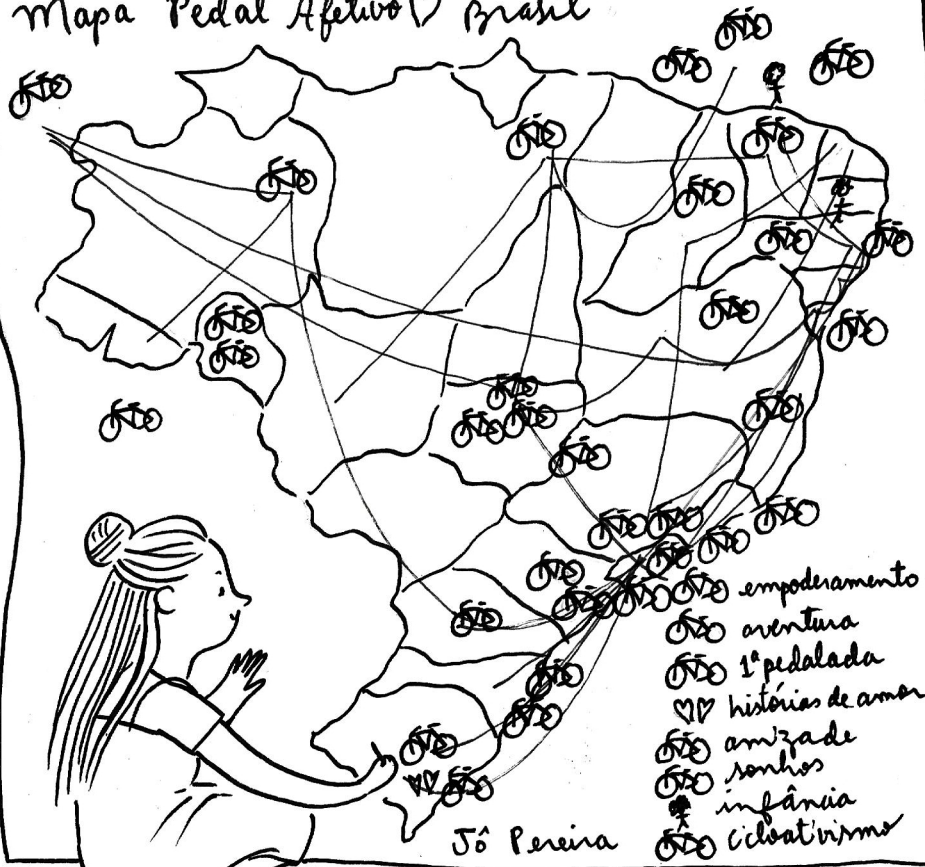 Mapa Pedal Afetivo♡ Brasil
empoderamento
aventura
1ª pedalada
histórias de amor
amizade
sonhos
infância
cicloativismo
Jô Pereira